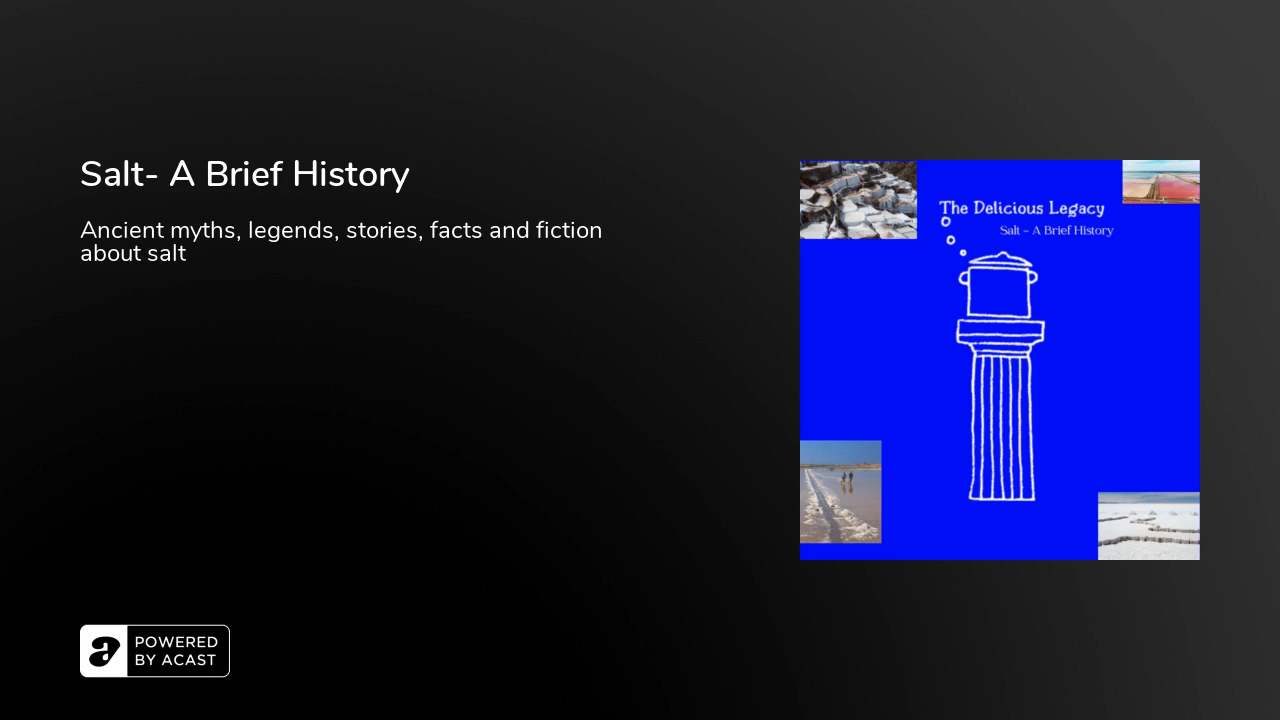 Salt- A Brief History
Ancient myths, legends, stories, facts and fiction
about salt
The Delicious Legacy
Salt – A Brief History
POWERED
BY ACAST